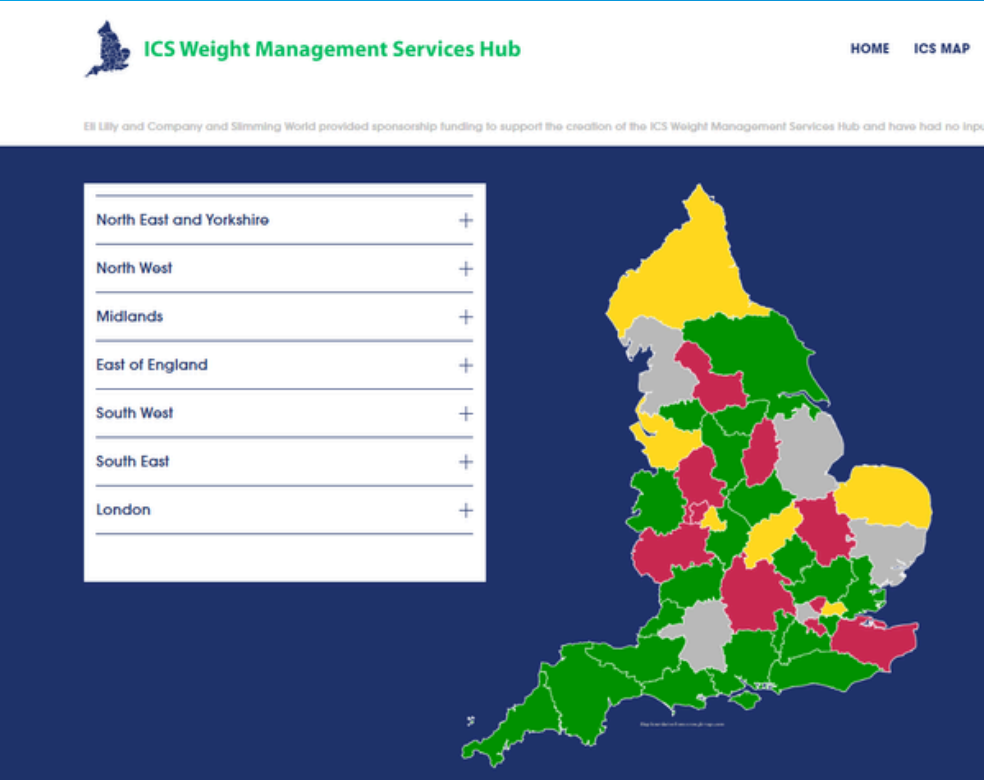 ICS Weight Management Services Hub
HOME ICS MAP
Eli Lilly and Company and Slimming World provided sponsorship funding to support the creation of the ICS Weight Management Services Hub and have had no inpu
North East and Yorkshire
North West
Midlands
East of England
South West
South East
London